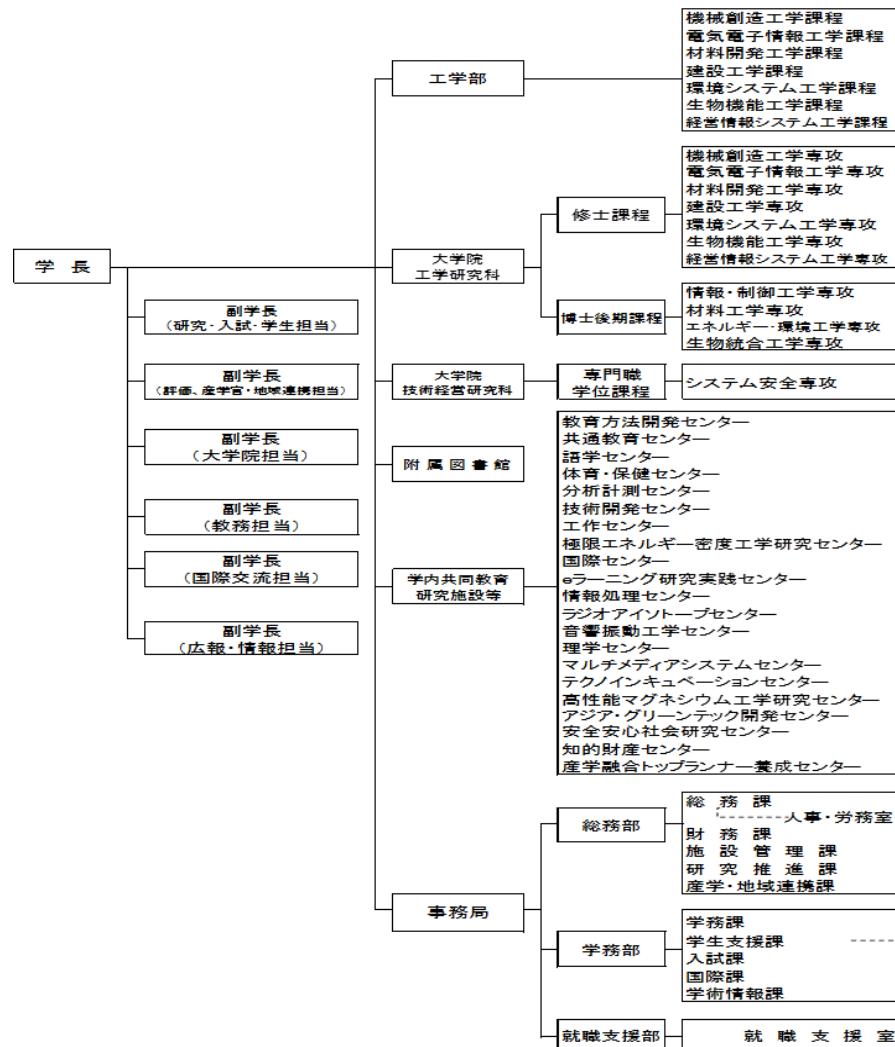 学長
副学長
(研究・入試・学生担当)
副学長
(評価、産学官・地域連携担当)
副学長
(大学院担当)
副学長
(教務担当)
副学長
(国際交流担当)
副学長
(広報・情報担当)
工学部
機械創造工学課程
電気電子情報工学課程
材料開発工学課程
建設工学課程
環境システム工学課程
生物機能工学課程
経営情報システム工学課程
大学院
工学研究科
修士課程
機械創造工学専攻
電気電子情報工学専攻
材料開発工学専攻
建設工学専攻
環境システム工学専攻
生物機能工学専攻
経営情報システム工学専攻
博士後期課程
情報・制御工学専攻
材料工学専攻
エネルギー・環境工学専攻
生物統合工学専攻
大学院
技術経営研究科
専門職
学位課程
システム安全専攻
附属図書館
学内共同教育
研究施設等
教育方法開発センター
共通教育センター
語学センター
体育・保健センター
分析計測センター
技術開発センター
工作センター
極限エネルギー密度工学研究センター
国際センター
eラーニング研究実践センター
情報処理センター
ラジオアイソトープセンター
音響振動工学センター
理学センター
マルチメディアシステムセンター
テクノインキュベーションセンター
高性能マグネシウム工学研究センター
アジア・グリーンテック開発センター
安全安心社会研究センター
知的財産センター
産学融合トップランナー養成センター
事務局
総務部
総務課
人事・労務室
財務課
施設管理課
研究推進課
産学・地域連携課
学務部
学務課
学生支援課
入試課
国際課
学術情報課
就職支援部
就職支援室